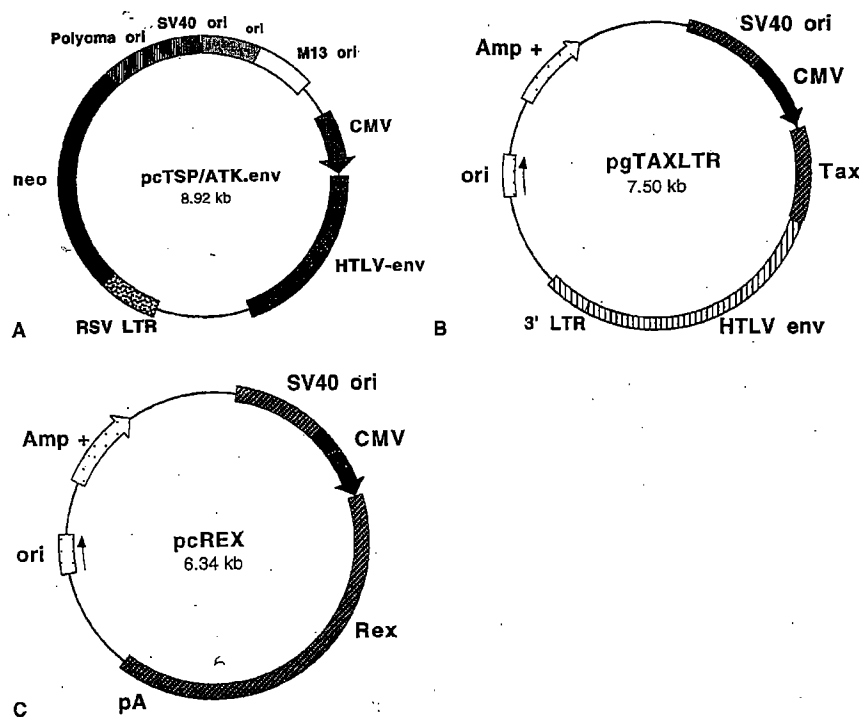 Polyoma ori
SV40 ori
ori
M13 ori
CMV
neo
pcTSP/ATK.env
8.92 kb
HTLV-env
RSV LTR
A
SV40 ori
Amp +
CMV
ori
pgTAXLTR
7.50 kb
Tax
3' LTR
HTLV env
B
SV40 ori
Amp +
CMV
ori
pcREX
6.34 kb
Rex
pA
C